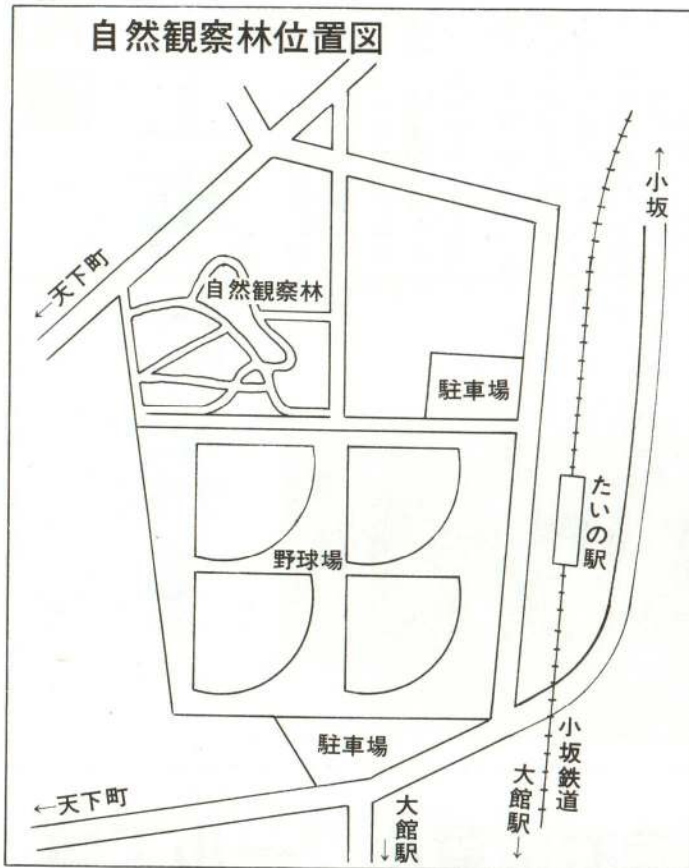 自然観察林位置図
↑小坂
←天下町
自然観察林
駐車場
たいの駅
野球場
駐車場
小坂鉄道
大館駅↓
←天下町
大館駅↓